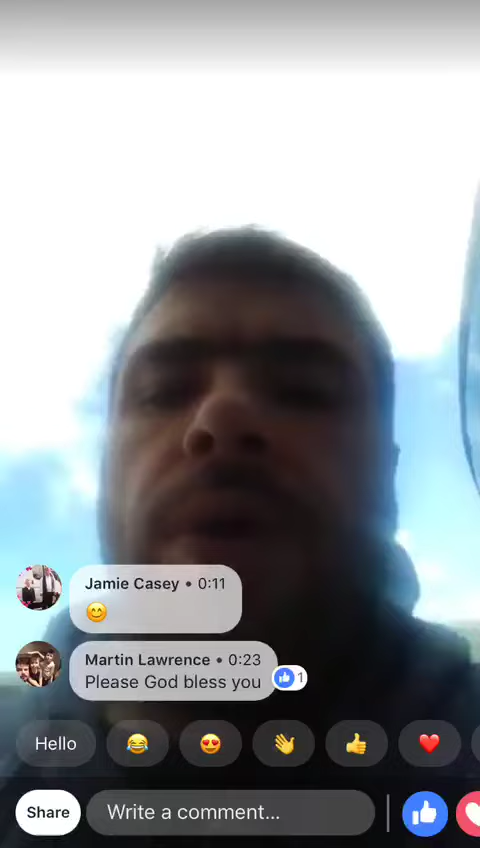 Jamie Casey • 0:11
😊
Martin Lawrence • 0:23
Please God bless you
1
Hello 😂 😍 👋 👍 ❤️
Share Write a comment...